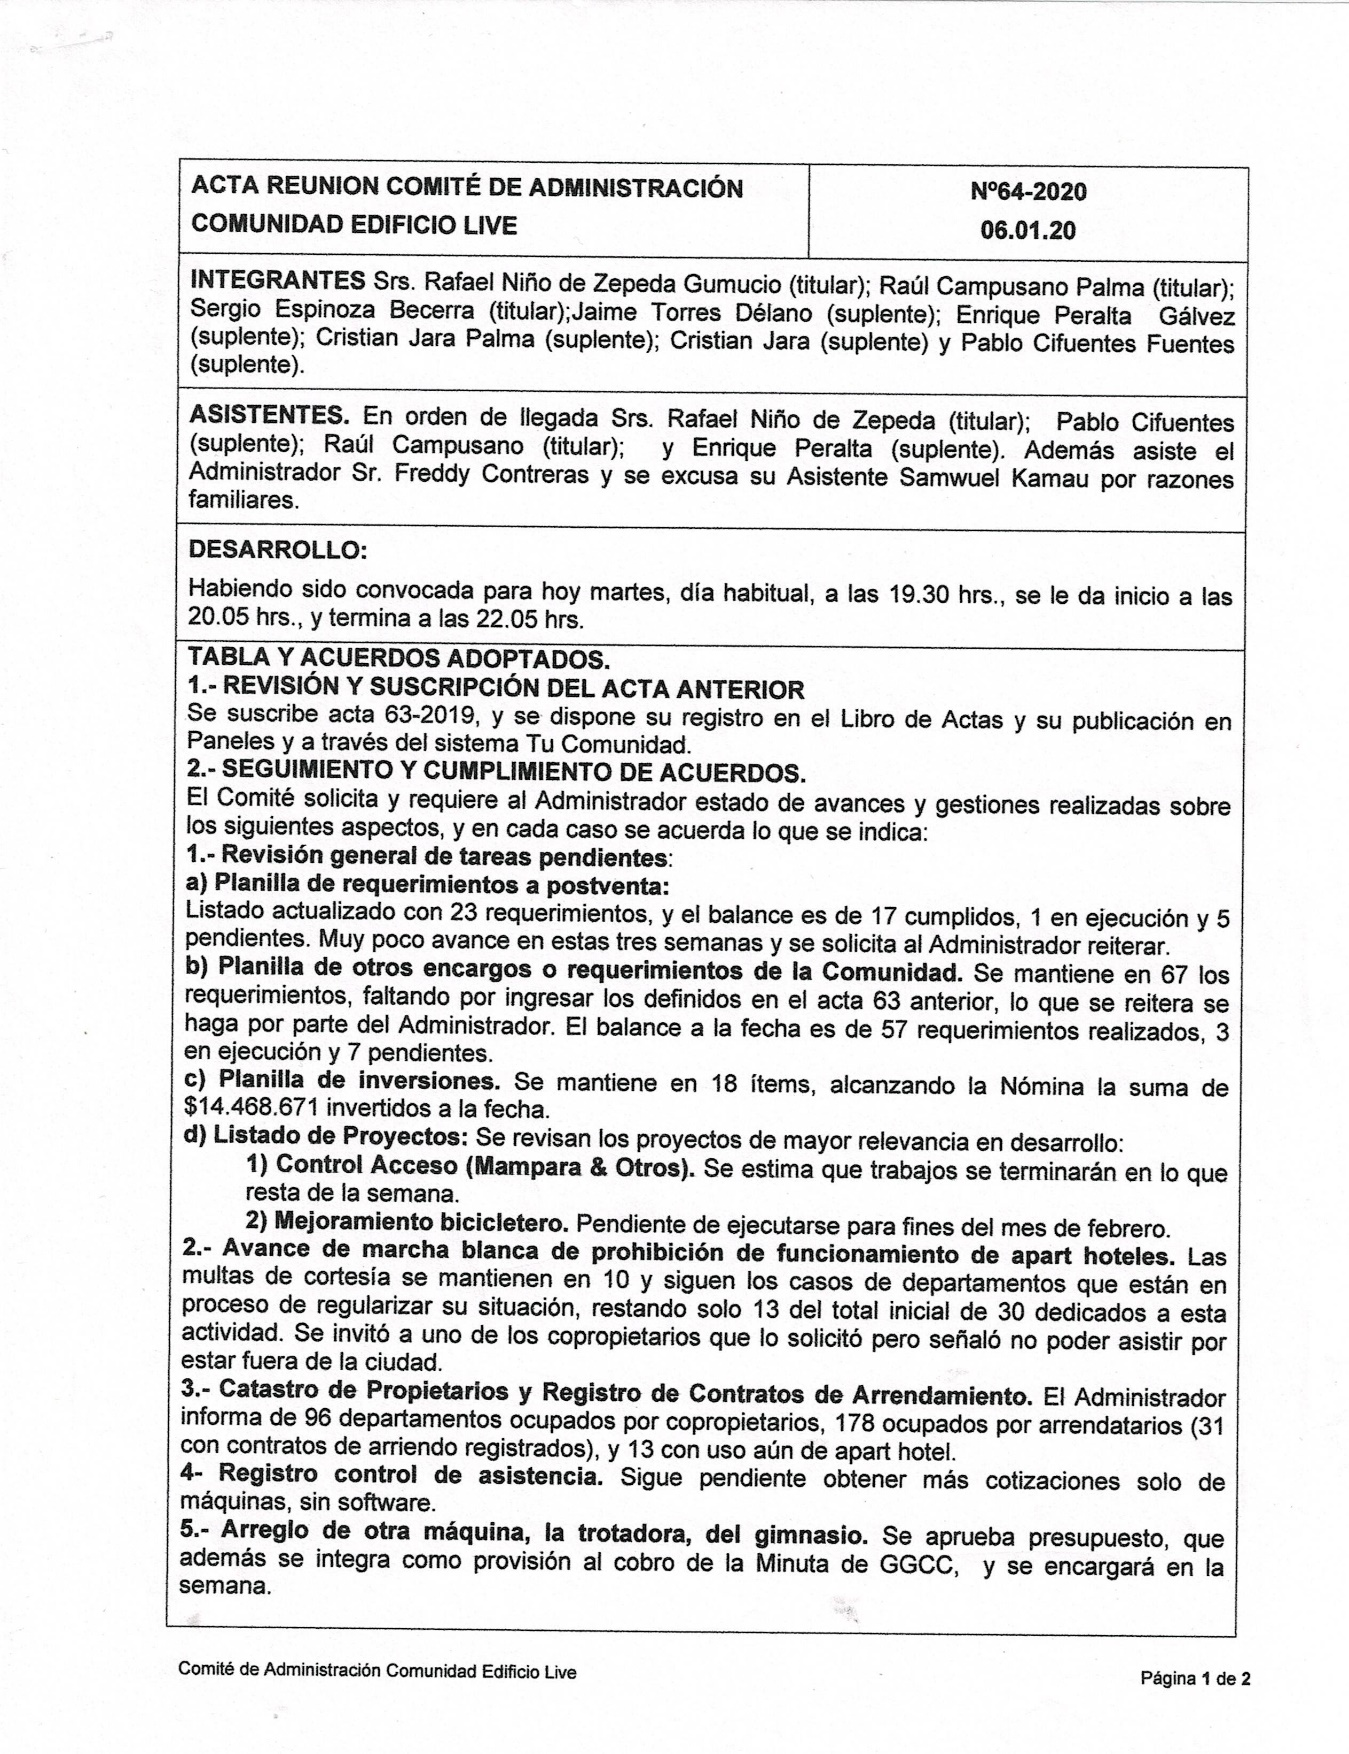 ACTA REUNION COMITÉ DE ADMINISTRACIÓN
COMUNIDAD EDIFICIO LIVE
Nº64-2020
06.01.20
INTEGRANTES Srs. Rafael Niño de Zepeda Gumucio (titular); Raúl Campusano Palma (titular);
Sergio Espinoza Becerra (titular);Jaime Torres Délano (suplente); Enrique Peralta Gálvez
(suplente); Cristian Jara Palma (suplente); Cristian Jara (suplente) y Pablo Cifuentes Fuentes
(suplente).
ASISTENTES. En orden de llegada Srs. Rafael Niño de Zepeda (titular); Pablo Cifuentes
(suplente); Raúl Campusano (titular); y Enrique Peralta (suplente). Además asiste el
Administrador Sr. Freddy Contreras y se excusa su Asistente Samwuel Kamau por razones
familiares.
DESARROLLO:
Habiendo sido convocada para hoy martes, día habitual, a las 19.30 hrs., se le da inicio a las
20.05 hrs., y termina a las 22.05 hrs.
TABLA Y ACUERDOS ADOPTADOS.
1.- REVISIÓN Y SUSCRIPCIÓN DEL ACTA ANTERIOR
Se suscribe acta 63-2019, y se dispone su registro en el Libro de Actas y su publicación en
Paneles y a través del sistema Tu Comunidad.
2.- SEGUIMIENTO Y CUMPLIMIENTO DE ACUERDOS.
El Comité solicita y requiere al Administrador estado de avances y gestiones realizadas sobre
los siguientes aspectos, y en cada caso se acuerda lo que se indica:
1.- Revisión general de tareas pendientes:
a) Planilla de requerimientos a postventa:
Listado actualizado con 23 requerimientos, y el balance es de 17 cumplidos, 1 en ejecución y 5
pendientes. Muy poco avance en estas tres semanas y se solicita al Administrador reiterar.
b) Planilla de otros encargos o requerimientos de la Comunidad. Se mantiene en 67 los
requerimientos, faltando por ingresar los definidos en el acta 63 anterior, lo que se reitera se
haga por parte del Administrador. El balance a la fecha es de 57 requerimientos realizados, 3
en ejecución y 7 pendientes.
c) Planilla de inversiones. Se mantiene en 18 ítems, alcanzando la Nómina la suma de
$14.468.671 invertidos a la fecha.
d) Listado de Proyectos: Se revisan los proyectos de mayor relevancia en desarrollo:
1) Control Acceso (Mampara & Otros). Se estima que trabajos se terminarán en lo que
resta de la semana.
2) Mejoramiento bicicletero. Pendiente de ejecutarse para fines del mes de febrero.
2.- Avance de marcha blanca de prohibición de funcionamiento de apart hoteles. Las
multas de cortesía se mantienen en 10 y siguen los casos de departamentos que están en
proceso de regularizar su situación, restando solo 13 del total inicial de 30 dedicados a esta
actividad. Se invitó a uno de los copropietarios que lo solicitó pero señaló no poder asistir por
estar fuera de la ciudad.
3.- Catastro de Propietarios y Registro de Contratos de Arrendamiento. El Administrador
informa de 96 departamentos ocupados por copropietarios, 178 ocupados por arrendatarios (31
con contratos de arriendo registrados), y 13 con uso aún de apart hotel.
4- Registro control de asistencia. Sigue pendiente obtener más cotizaciones solo de
máquinas, sin software.
5.- Arreglo de otra máquina, la trotadora, del gimnasio. Se aprueba presupuesto, que
además se integra como provisión al cobro de la Minuta de GGCC, y se encargará en la
semana.
Comité de Administración Comunidad Edificio Live
Página 1 de 2